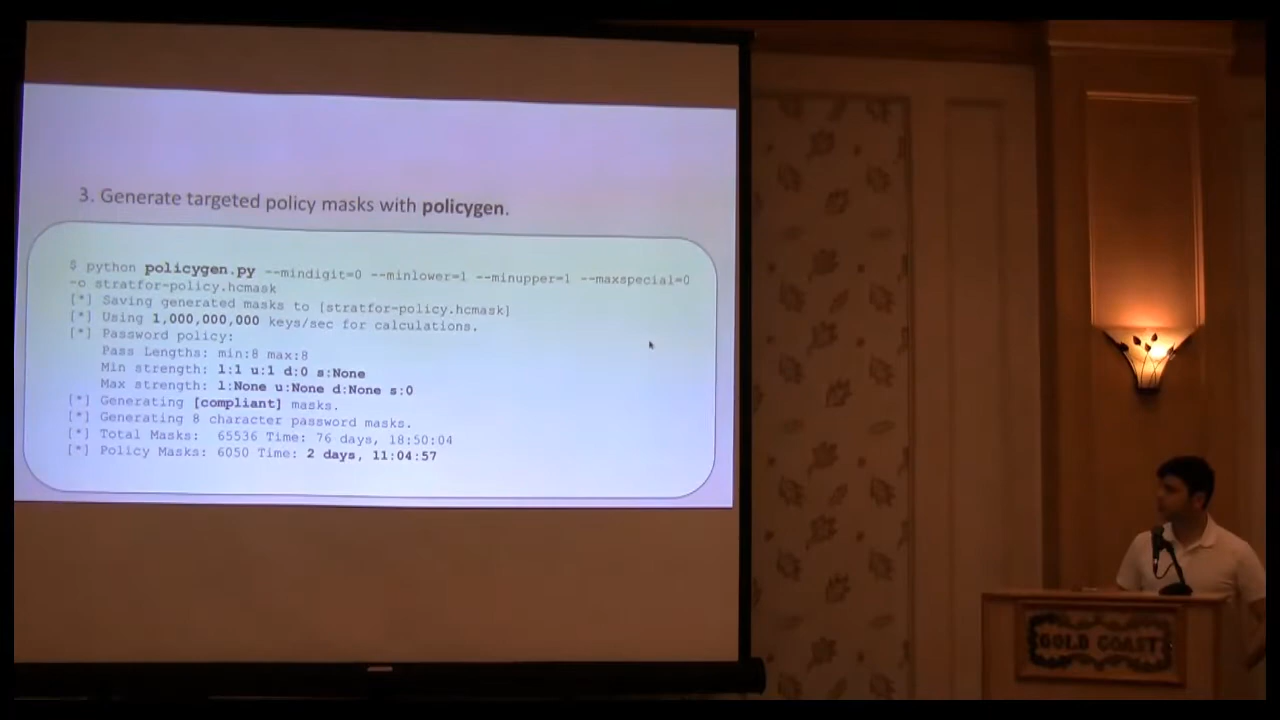 3. Generate targeted policy masks with policygen.
$ python policygen.py --mindigit=0 --minlower=1 --minupper=1 --maxspecial=0
-o stratfor-policy.hcmask
[*] Saving generated masks to [stratfor-policy.hcmask]
[*] Using 1,000,000,000 keys/sec for calculations.
[*] Password policy:
Pass Lengths: min:8 max:8
Min strength: l:1 u:1 d:0 s:None
Max strength: l:None u:None d:None s:0
[*] Generating [compliant] masks.
[*] Generating 8 character password masks.
[*] Total Masks: 65536 Time: 76 days, 18:50:04
[*] Policy Masks: 6050 Time: 2 days, 11:04:57
GOLD COAST